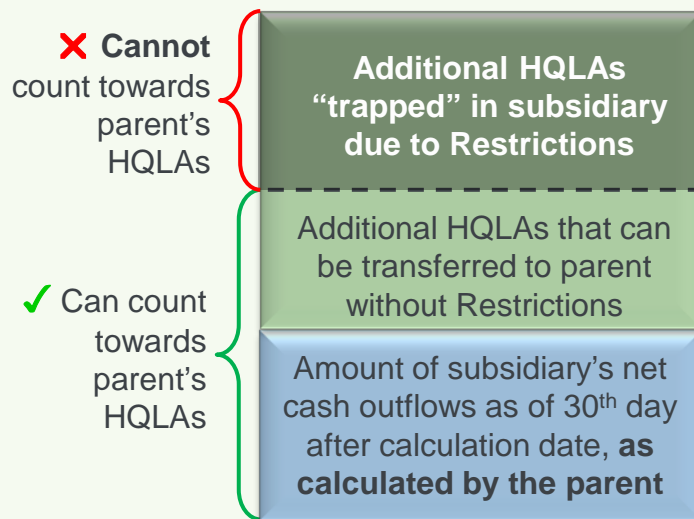 ✗ Cannot
count towards
parent's
HQLAs
Additional HQLAs
“trapped” in subsidiary
due to Restrictions
Additional HQLAs that can
be transferred to parent
without Restrictions
✓ Can count
towards
parent's
HQLAs
Amount of subsidiary's net
cash outflows as of 30th day
after calculation date, as
calculated by the parent